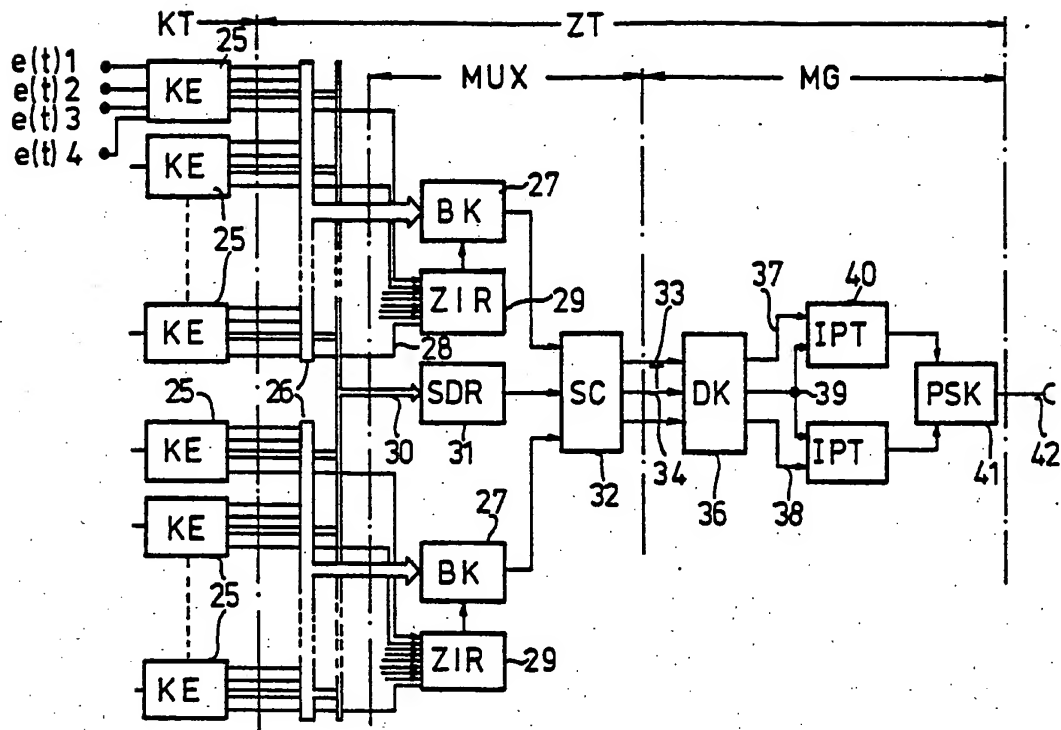 KT
ZT
25
MUX
MG
e(t)1
e(t)2
e(t)3
e(t)4
KE
KE
27
BK
25
25
37
40
ZIR
29
33
IPT
KE
28
26
25
SDR
SC
DK
39
PSK
30
31
34
42
KE
32
36
38
IPT
41
27
KE
BK
25
ZIR
29
KE